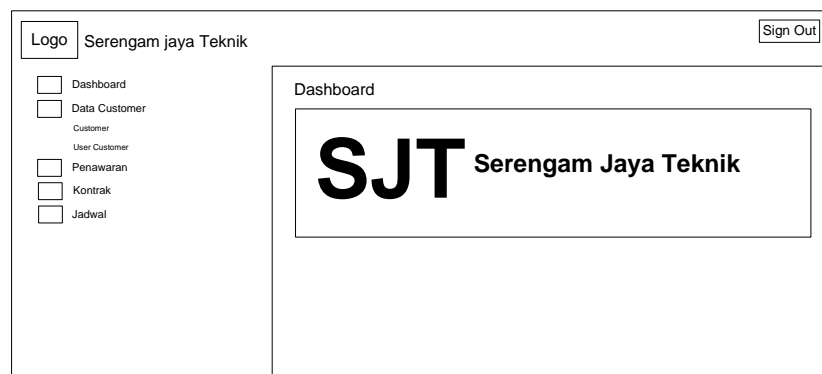 Logo
Serengam jaya Teknik
Sign Out
Dashboard
Data Customer
Customer
User Customer
Penawaran
Kontrak
Jadwal
Dashboard
SJT Serengam Jaya Teknik